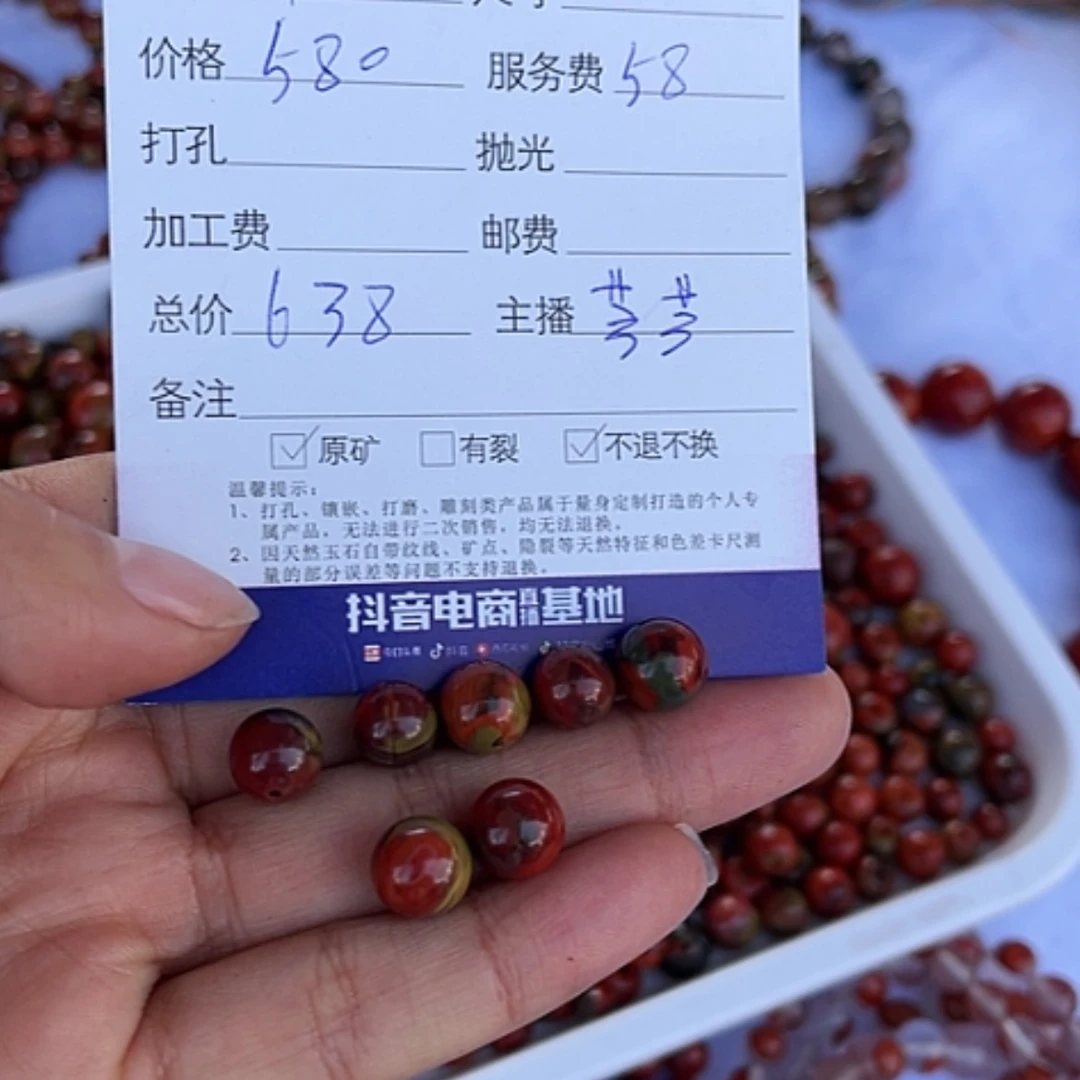 价格 580 服务费 58
打孔 抛光
加工费 邮费
总价 638 主播 芸芸
备注
原矿 有裂 不退不换
温馨提示:
1、打孔、镶嵌、打磨、雕刻类产品属于量身定制打造的个人专
属产品,无法进行二次销售,均无法退换。
2、因天然玉石自带纹线、矿点、隐裂等天然特征和色差卡尺测
量的部分误差等问题不支持退换。
抖音电商直播基地